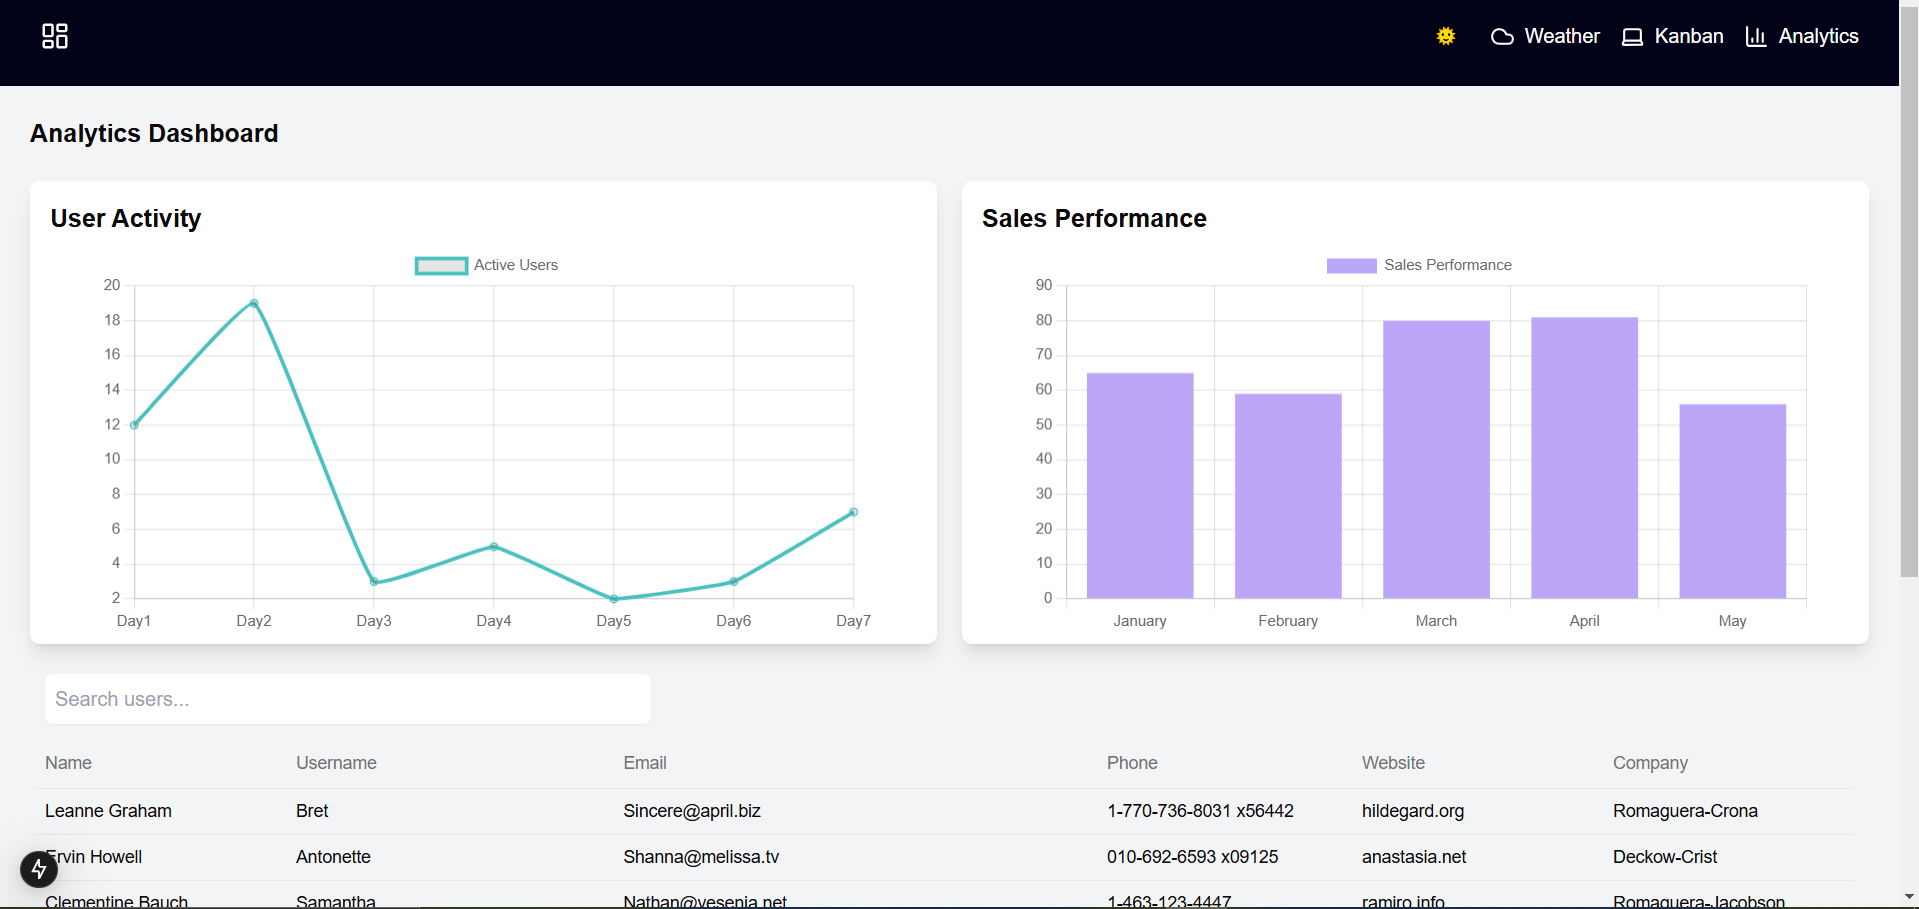 Weather Kanban Analytics
Analytics Dashboard
User Activity
Active Users
20
18
16
14
12
10
8
6
4
2
Day1 Day2 Day3 Day4 Day5 Day6 Day7
Sales Performance
Sales Performance
90
80
70
60
50
40
30
20
10
0
January February March April May
Search users...
Name Username Email Phone Website Company
Leanne Graham Bret Sincere@april.biz 1-770-736-8031 x56442 hildegard.org Romaguera-Crona
Ervin Howell Antonette Shanna@melissa.tv 010-692-6593 x09125 anastasia.net Deckow-Crist
Clementine Bauch Samantha Nathan@yesenia.net 1-463-123-4447 ramiro.info Romaguera-Jacobson